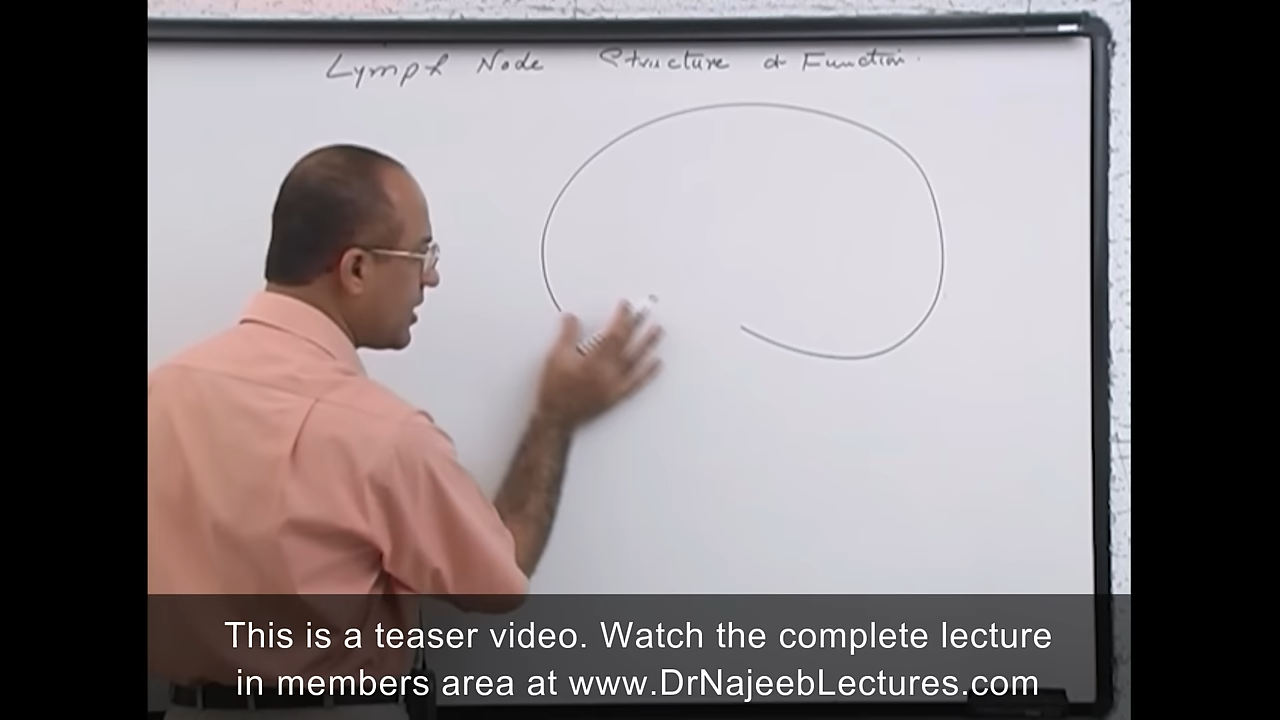 Lymph Node Structure & Function.
This is a teaser video. Watch the complete lecture
in members area at www.DrNajeebLectures.com